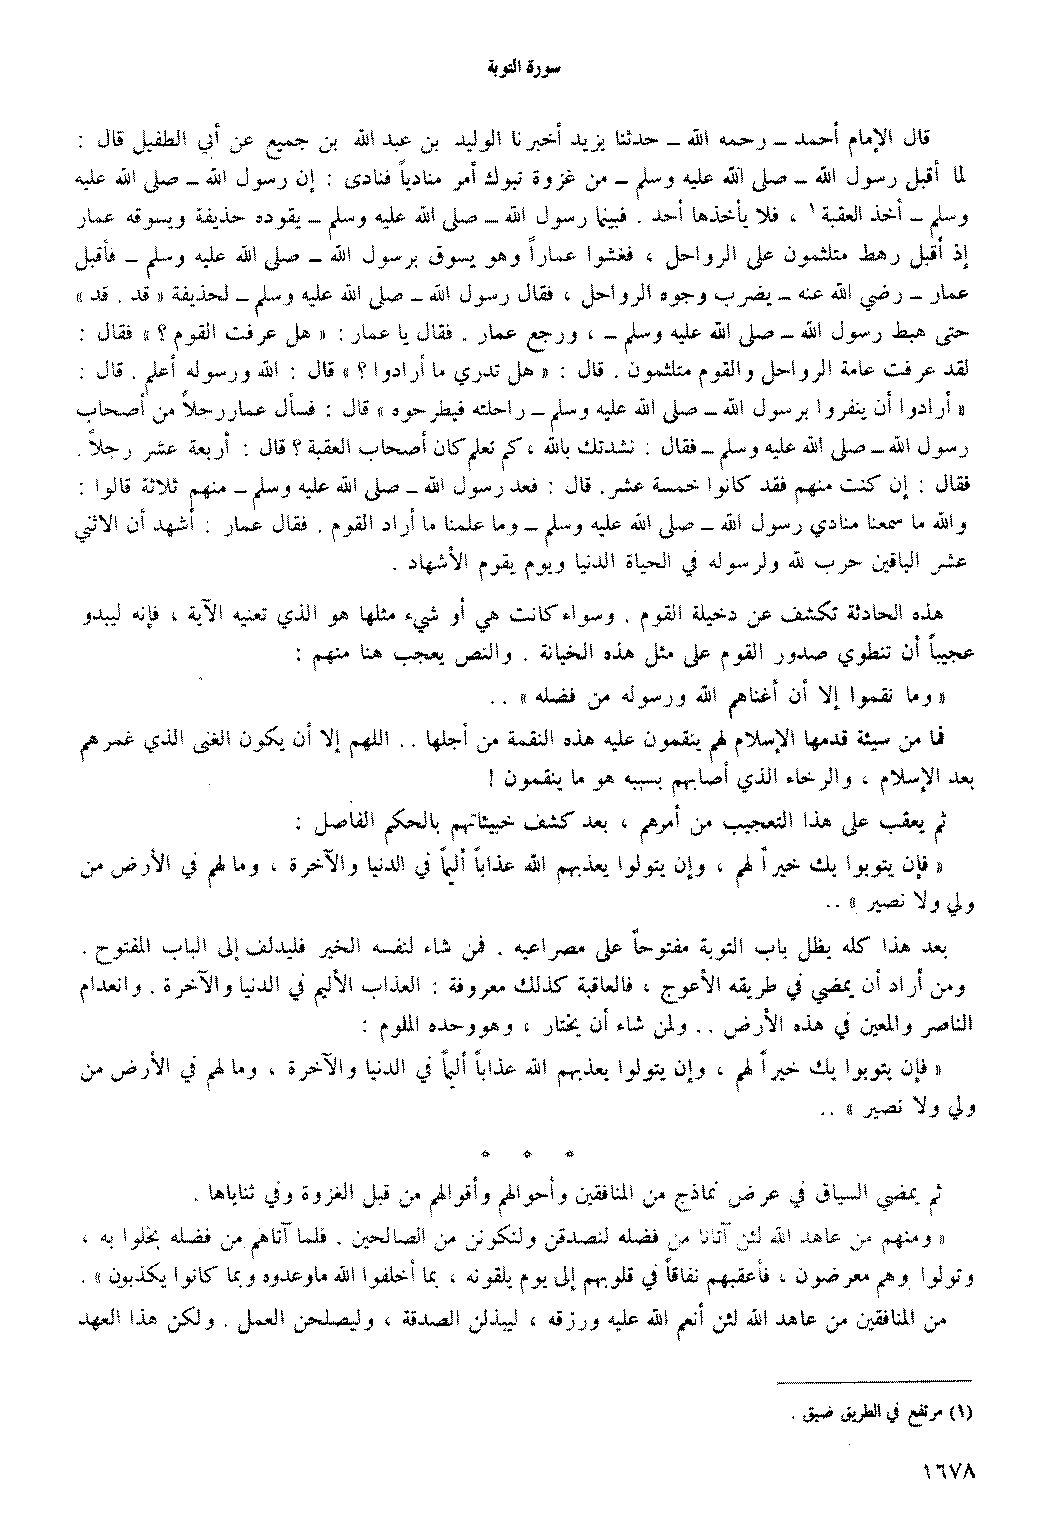 سورة التوبة
قال الإمام أحمد – رحمه الله – حدثنا يزيد أخبرنا الوليد بن عبد الله بن جميع عن أبي الطفيل قال :
لما أقبل رسول الله – صلى الله عليه وسلم – من غزوة تبوك أمر منادياً فنادى : إن رسول الله – صلى الله عليه
وسلم – أخذ العقبة ١ ، فلا يأخذها أحد . فبينما رسول الله – صلى الله عليه وسلم – يقوده حذيفة ويسوقه عمار
إذ أقبل رهط متلثمون على الرواحل ، فغشوا عماراً وهو يسوق برسول الله – صلى الله عليه وسلم – فأقبل
عمار – رضي الله عنه – يضرب وجوه الرواحل ، فقال رسول الله – صلى الله عليه وسلم – لحذيفة « قد . قد »
حتى هبط رسول الله – صلى الله عليه وسلم – ، ورجع عمار . فقال يا عمار : « هل عرفت القوم ؟ » فقال :
لقد عرفت عامة الرواحل والقوم متلثمون . قال : « هل تدري ما أرادوا ؟ » قال : الله ورسوله أعلم . قال :
« أرادوا أن ينفروا برسول الله – صلى الله عليه وسلم – راحلته فيطرحوه » قال : فسأل عمار رجلاً من أصحاب
رسول الله – صلى الله عليه وسلم – فقال : نشدتك بالله ، كم تعلم كان أصحاب العقبة ؟ قال : أربعة عشر رجلاً .
فقال : إن كنت منهم فقد كانوا خمسة عشر . قال : فعد رسول الله – صلى الله عليه وسلم – منهم ثلاثة قالوا :
والله ما سمعنا منادي رسول الله – صلى الله عليه وسلم – وما علمنا ما أراد القوم . فقال عمار : أشهد أن الاثني
عشر الباقين حرب لله ولرسوله في الحياة الدنيا ويوم يقوم الأشهاد .
هذه الحادثة تكشف عن دخيلة القوم . وسواء كانت هي أو شيء مثلها هو الذي تعنيه الآية ، فإنه ليبدو
عجيباً أن تنطوي صدور القوم على مثل هذه الخيانة . والنص يعجب هنا منهم :
« وما نقموا إلا أن أغناهم الله ورسوله من فضله » . .
فما من سيئة قدمها الإسلام لهم ينقمون عليه هذه النقمة من أجلها . . اللهم إلا أن يكون الغنى الذي غمرهم
بعد الإسلام ، والرخاء الذي أصابهم بسببه هو ما ينقمون !
ثم يعقب على هذا التعجيب من أمرهم ، بعد كشف خبيئاتهم بالحكم الفاصل :
« فإن يتوبوا يك خيراً لهم ، وإن يتولوا يعذبهم الله عذاباً أليماً في الدنيا والآخرة ، وما لهم في الأرض من
ولي ولا نصير » . .
بعد هذا كله يظل باب التوبة مفتوحاً على مصراعيه . فمن شاء لنفسه الخير فليدلف إلى الباب المفتوح .
ومن أراد أن يمضي في طريقه الأعوج ، فالعاقبة كذلك معروفة : العذاب الأليم في الدنيا والآخرة . وانعدام
الناصر والمعين في هذه الأرض . . ولمن شاء أن يختار ، وهو وحده الملوم :
« فإن يتوبوا يك خيراً لهم ، وإن يتولوا يعذبهم الله عذاباً أليماً في الدنيا والآخرة ، وما لهم في الأرض من
ولي ولا نصير » . .
* * *
ثم يمضي السياق في عرض نماذج من المنافقين وأحوالهم وأقوالهم من قبل الغزوة وفي ثناياها .
« ومنهم من عاهد الله لئن آتانا من فضله لنصدقن ولنكونن من الصالحين . فلما آتاهم من فضله بخلوا به ،
وتولوا وهم معرضون ، فأعقبهم نفاقاً في قلوبهم إلى يوم يلقونه ، بما أخلفوا الله ما وعدوه وبما كانوا يكذبون » .
من المنافقين من عاهد الله لئن أنعم الله عليه ورزقه ، ليبذلن الصدقة ، وليصلحن العمل . ولكن هذا العهد
(١) مرتفع في الطريق ضيق .
١٦٧٨